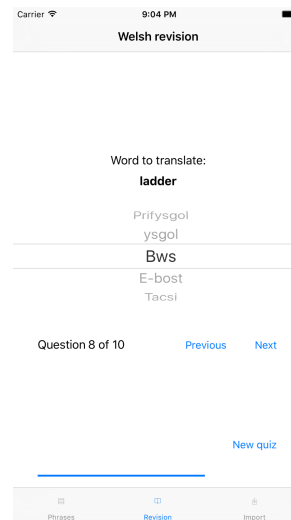 Carrier 9:04 PM
Welsh revision
Word to translate:
ladder
Prifysgol
ysgol
Bws
E-bost
Tacsi
Question 8 of 10 Previous Next
New quiz
Phrases Revision Import